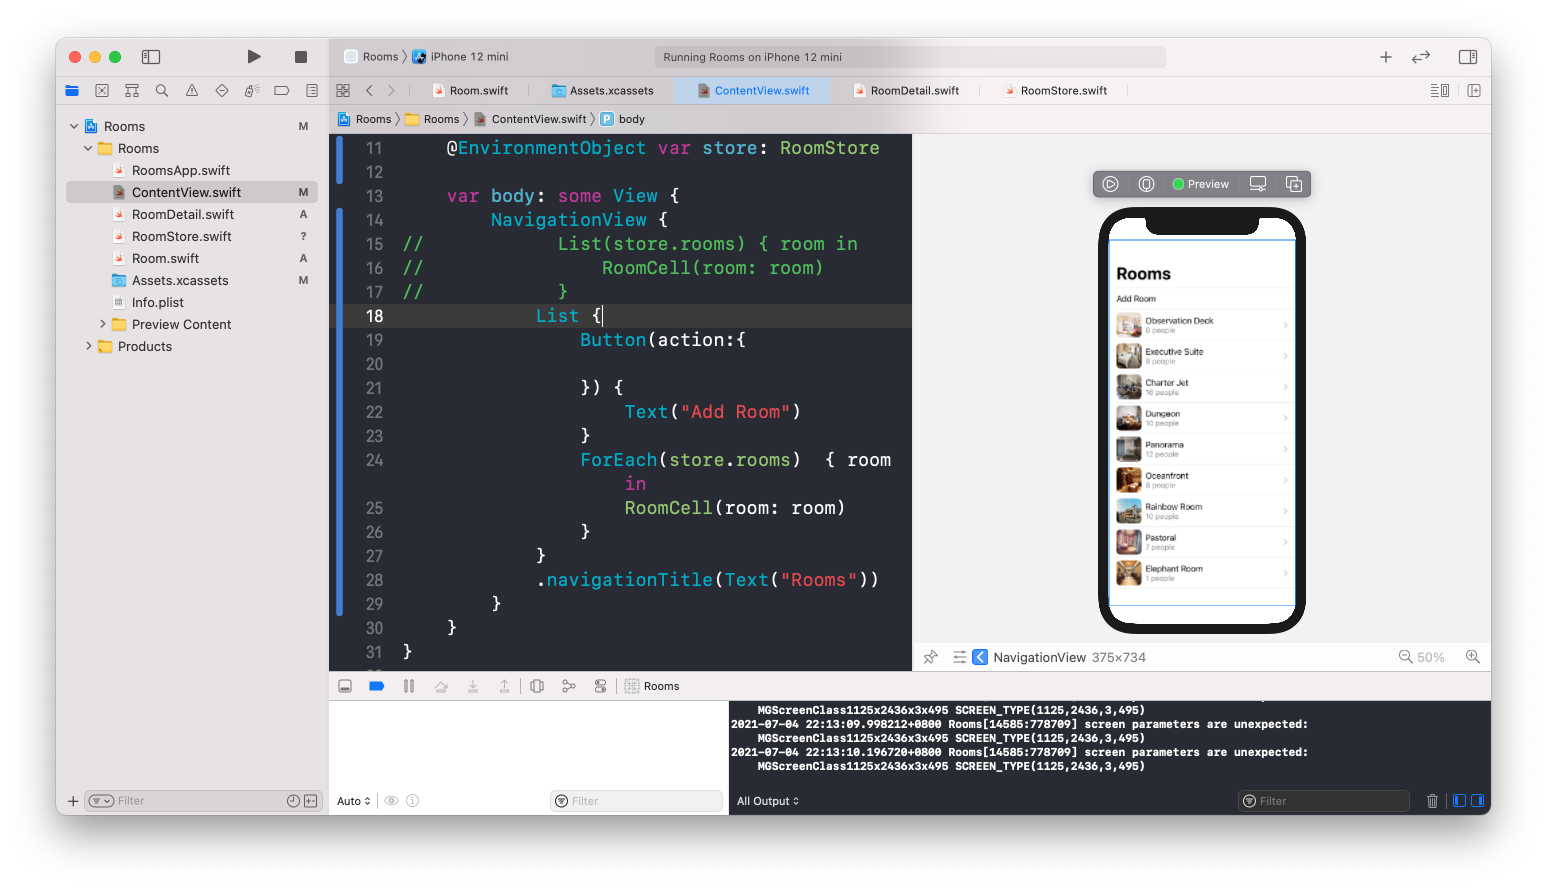 Rooms
iPhone 12 mini
Running Rooms on iPhone 12 mini
Room.swift
Assets.xcassets
ContentView.swift
RoomDetail.swift
RoomStore.swift
Rooms
Rooms
ContentView.swift
P body
Rooms M
Rooms
RoomsApp.swift
ContentView.swift M
RoomDetail.swift A
RoomStore.swift ?
Room.swift A
Assets.xcassets M
Info.plist
Preview Content
Products
Filter
11 @EnvironmentObject var store: RoomStore
12
13 var body: some View {
14 NavigationView {
15 // List(store.rooms) { room in
16 // RoomCell(room: room)
17 // }
18 List {
19 Button(action:{
20
21 }) {
22 Text("Add Room")
23 }
24 ForEach(store.rooms) { room
in
25 RoomCell(room: room)
26 }
27 }
28 .navigationTitle(Text("Rooms"))
29 }
30 }
31 }
Preview
Rooms
Add Room
Observation Deck
6 people
Executive Suite
8 people
Charter Jet
16 people
Dungeon
10 people
Panorama
12 people
Oceanfront
8 people
Rainbow Room
10 people
Pastoral
7 people
Elephant Room
1 people
NavigationView 375×734
50%
Rooms
MGScreenClass1125x2436x3x495 SCREEN_TYPE(1125,2436,3,495)
2021-07-04 22:13:09.998212+0800 Rooms[14585:778709] screen parameters are unexpected:
MGScreenClass1125x2436x3x495 SCREEN_TYPE(1125,2436,3,495)
2021-07-04 22:13:10.196720+0800 Rooms[14585:778709] screen parameters are unexpected:
MGScreenClass1125x2436x3x495 SCREEN_TYPE(1125,2436,3,495)
Auto
Filter
All Output
Filter